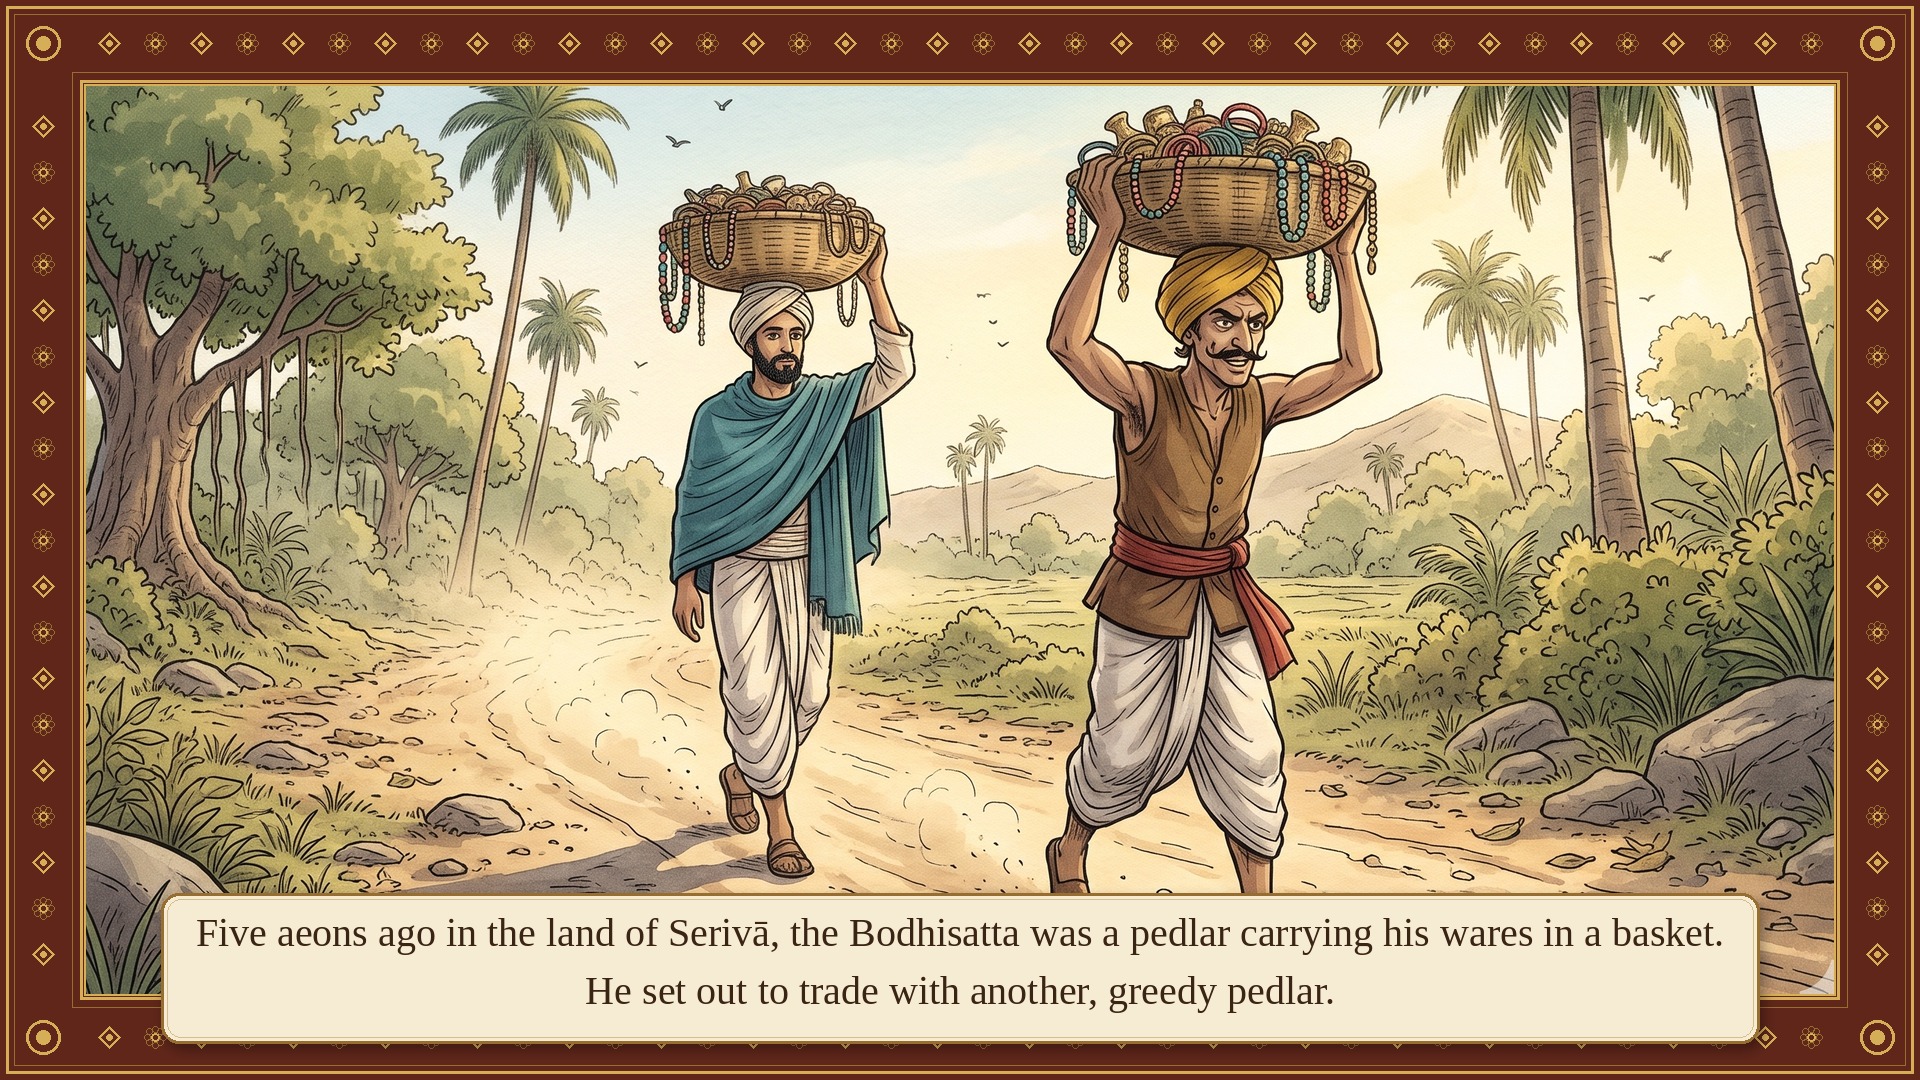 Five aeons ago in the land of Serivā, the Bodhisatta was a pedlar carrying his wares in a basket.
He set out to trade with another, greedy pedlar.